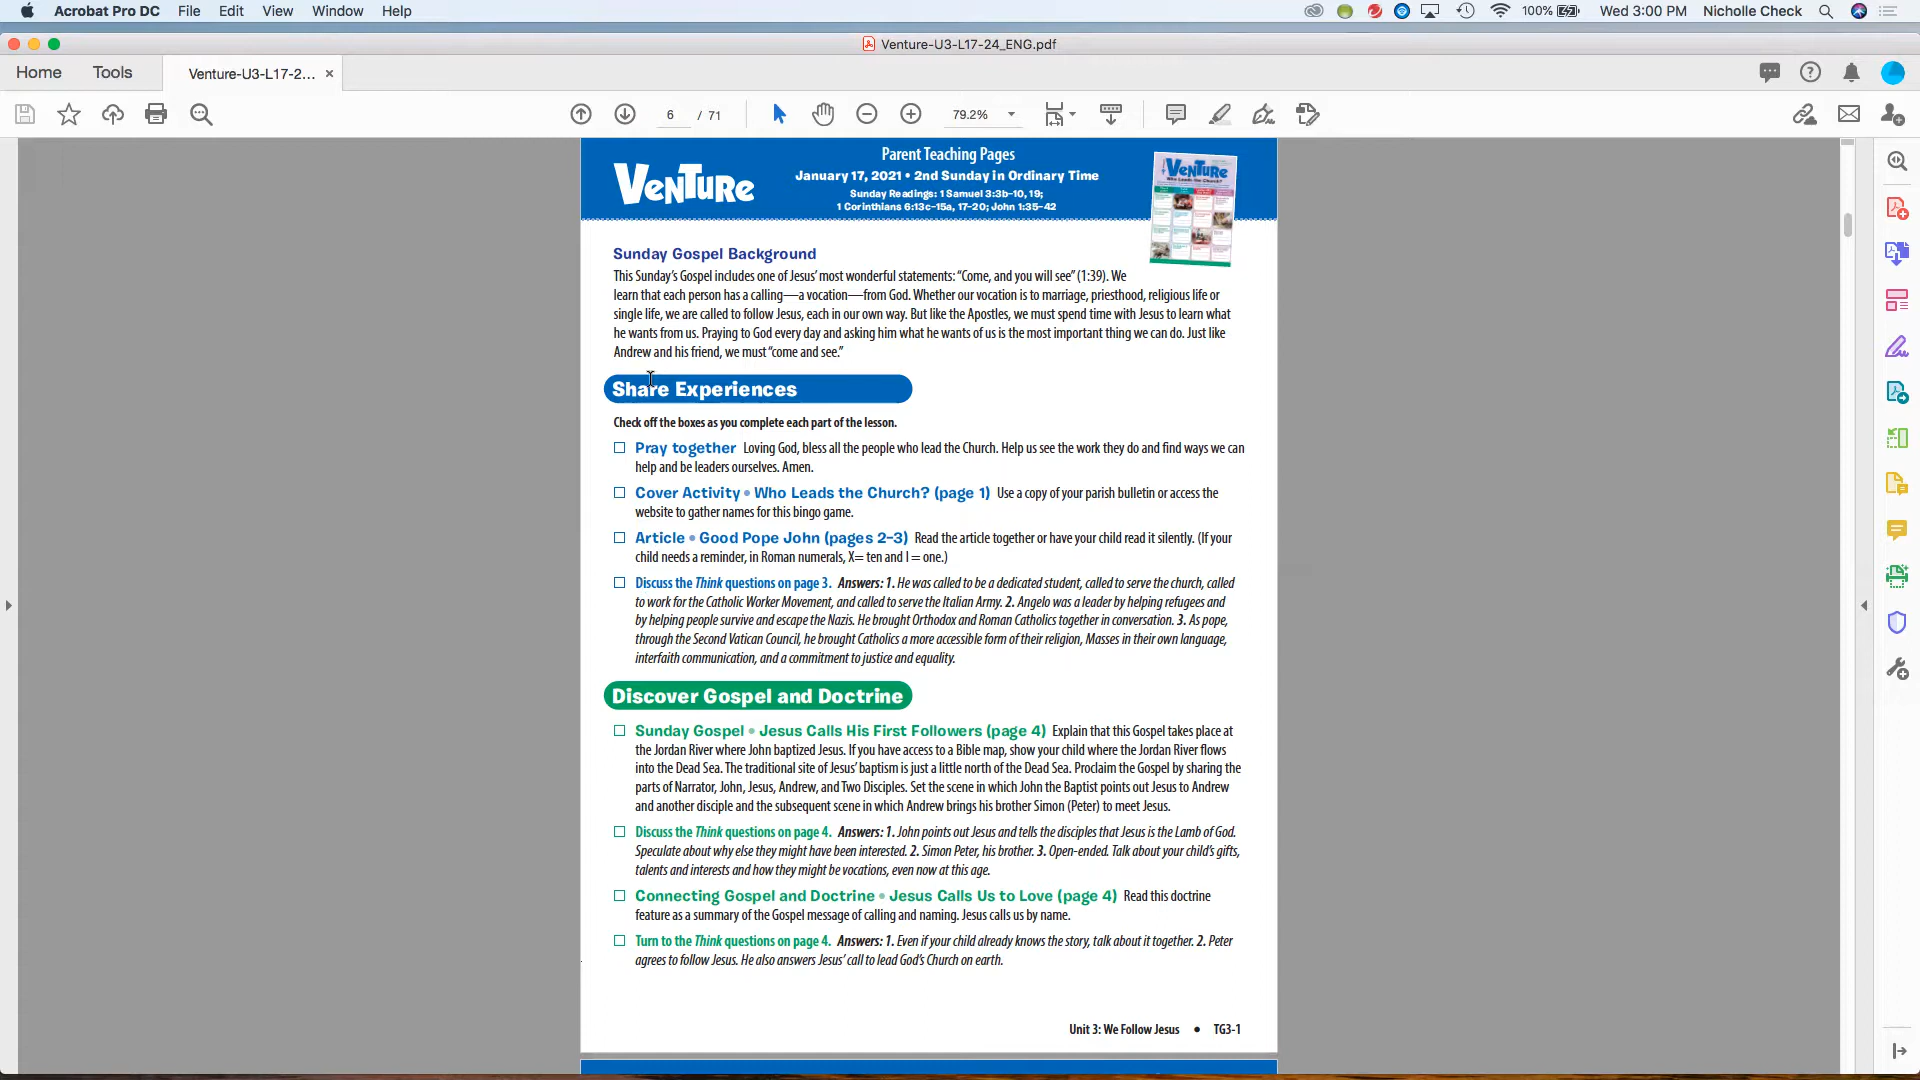 Acrobat Pro DC File Edit View Window Help 100% Wed 3:00 PM Nicholle Check
Venture-U3-L17-24_ENG.pdf
Home Tools Venture-U3-L17-2... ×
6 / 71 79.2%
Parent Teaching Pages
VENTURE
January 17, 2021 • 2nd Sunday in Ordinary Time
Sunday Readings: 1 Samuel 3:3b–10, 19;
1 Corinthians 6:13c–15a, 17–20; John 1:35–42
VENTURE
Who Leads the Church?
Sunday Gospel Background
This Sunday's Gospel includes one of Jesus' most wonderful statements: “Come, and you will see” (1:39). We
learn that each person has a calling—a vocation—from God. Whether our vocation is to marriage, priesthood, religious life or
single life, we are called to follow Jesus, each in our own way. But like the Apostles, we must spend time with Jesus to learn what
he wants from us. Praying to God every day and asking him what he wants of us is the most important thing we can do. Just like
Andrew and his friend, we must “come and see.”
Share Experiences
Check off the boxes as you complete each part of the lesson.
Pray together Loving God, bless all the people who lead the Church. Help us see the work they do and find ways we can
help and be leaders ourselves. Amen.
Cover Activity • Who Leads the Church? (page 1) Use a copy of your parish bulletin or access the
website to gather names for this bingo game.
Article • Good Pope John (pages 2–3) Read the article together or have your child read it silently. (If your
child needs a reminder, in Roman numerals, X= ten and I = one.)
Discuss the Think questions on page 3. Answers: 1. He was called to be a dedicated student, called to serve the church, called
to work for the Catholic Worker Movement, and called to serve the Italian Army. 2. Angelo was a leader by helping refugees and
by helping people survive and escape the Nazis. He brought Orthodox and Roman Catholics together in conversation. 3. As pope,
through the Second Vatican Council, he brought Catholics a more accessible form of their religion, Masses in their own language,
interfaith communication, and a commitment to justice and equality.
Discover Gospel and Doctrine
Sunday Gospel • Jesus Calls His First Followers (page 4) Explain that this Gospel takes place at
the Jordan River where John baptized Jesus. If you have access to a Bible map, show your child where the Jordan River flows
into the Dead Sea. The traditional site of Jesus' baptism is just a little north of the Dead Sea. Proclaim the Gospel by sharing the
parts of Narrator, John, Jesus, Andrew, and Two Disciples. Set the scene in which John the Baptist points out Jesus to Andrew
and another disciple and the subsequent scene in which Andrew brings his brother Simon (Peter) to meet Jesus.
Discuss the Think questions on page 4. Answers: 1. John points out Jesus and tells the disciples that Jesus is the Lamb of God.
Speculate about why else they might have been interested. 2. Simon Peter, his brother. 3. Open-ended. Talk about your child's gifts,
talents and interests and how they might be vocations, even now at this age.
Connecting Gospel and Doctrine • Jesus Calls Us to Love (page 4) Read this doctrine
feature as a summary of the Gospel message of calling and naming. Jesus calls us by name.
Turn to the Think questions on page 4. Answers: 1. Even if your child already knows the story, talk about it together. 2. Peter
agrees to follow Jesus. He also answers Jesus' call to lead God's Church on earth.
Unit 3: We Follow Jesus • TG3-1